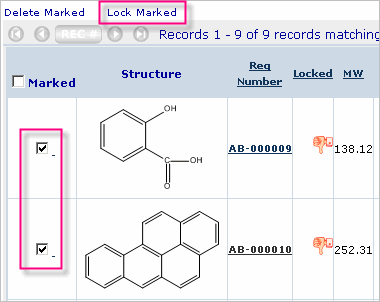 Delete Marked Lock Marked
REC # Records 1 - 9 of 9 records matching
Marked Structure Reg Number Locked MW
OH
OH
O
AB-000009 138.12
AB-000010 252.31